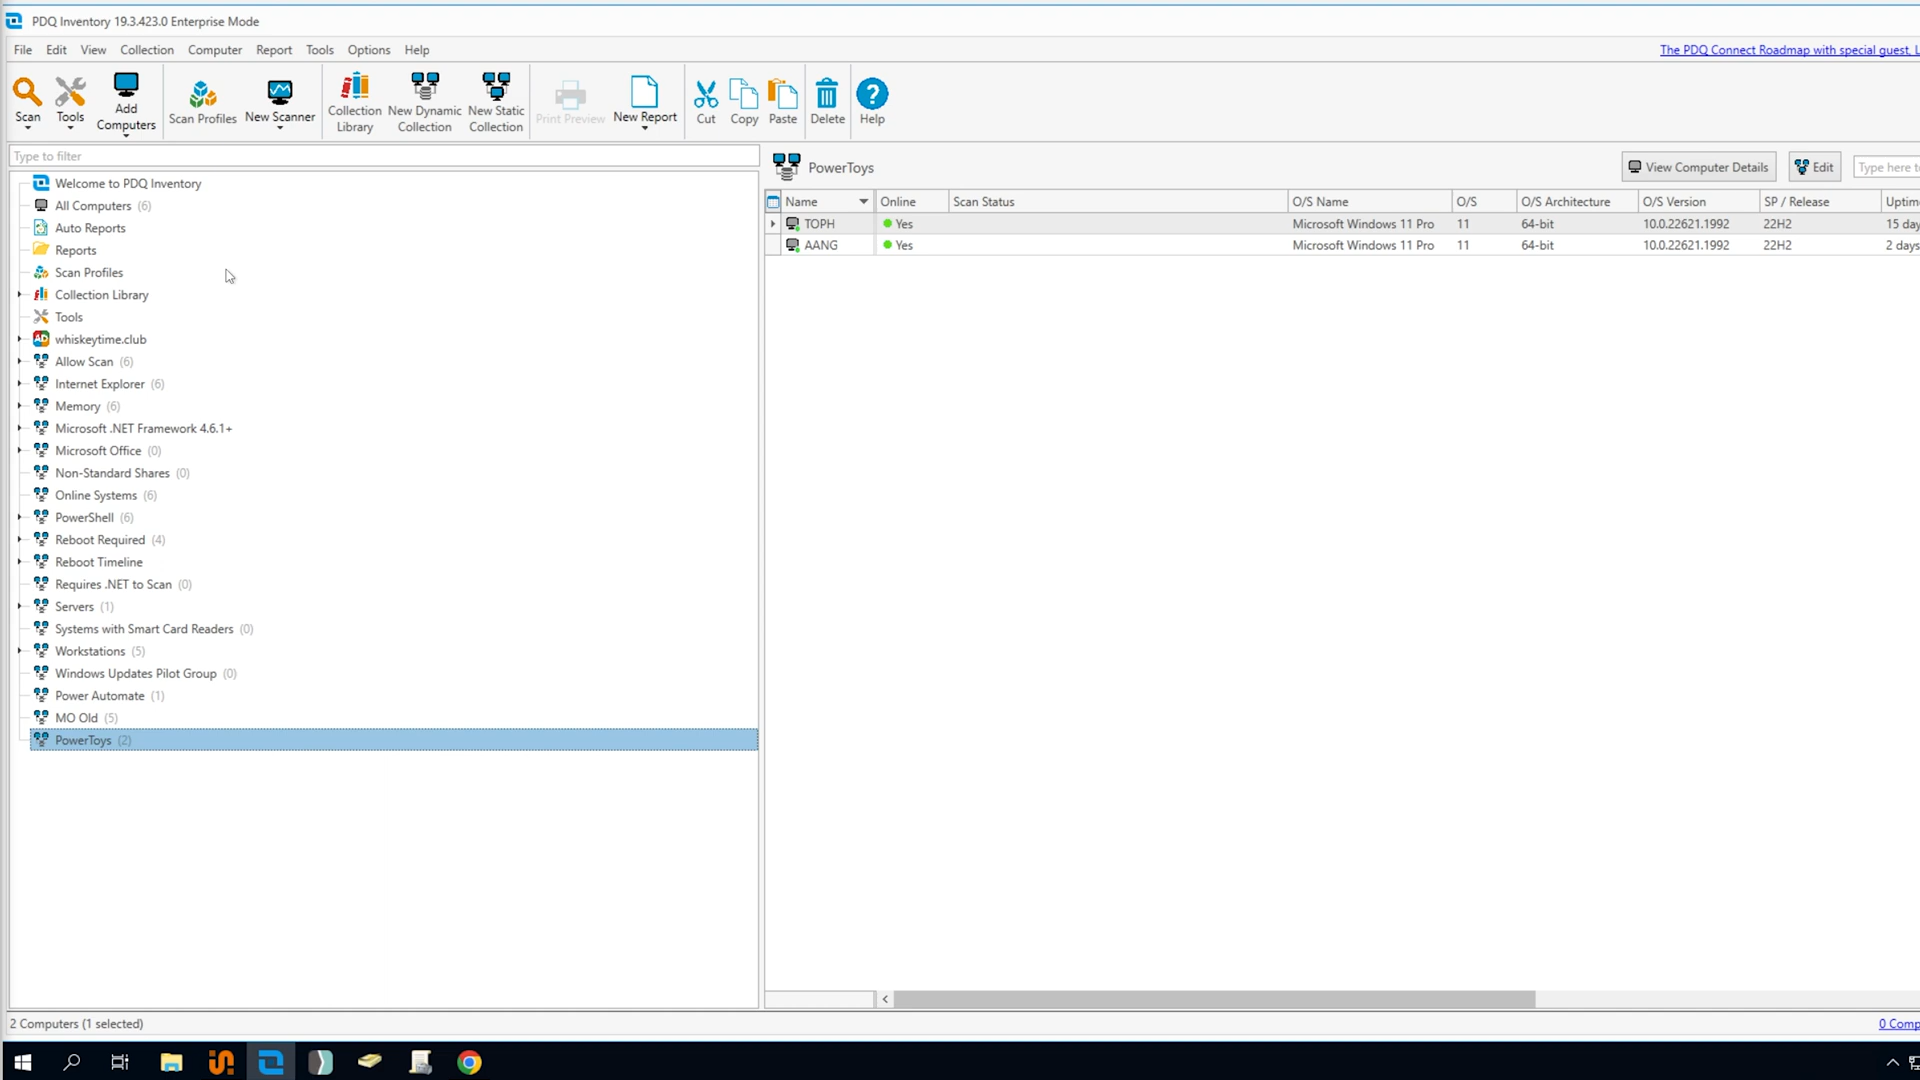 PDQ Inventory 19.3.423.0 Enterprise Mode
File Edit View Collection Computer Report Tools Options Help
The PDQ Connect Roadmap with special guest, L
Scan
Tools
Add Computers
Scan Profiles
New Scanner
Collection Library
New Dynamic Collection
New Static Collection
Print Preview
New Report
Cut
Copy
Paste
Delete
Help
Type to filter
Welcome to PDQ Inventory
All Computers (6)
Auto Reports
Reports
Scan Profiles
Collection Library
Tools
AD whiskeytime.club
Allow Scan (6)
Internet Explorer (6)
Memory (6)
Microsoft .NET Framework 4.6.1+
Microsoft Office (0)
Non-Standard Shares (0)
Online Systems (6)
PowerShell (6)
Reboot Required (4)
Reboot Timeline
Requires .NET to Scan (0)
Servers (1)
Systems with Smart Card Readers (0)
Workstations (5)
Windows Updates Pilot Group (0)
Power Automate (1)
MO Old (5)
PowerToys (2)
PowerToys
View Computer Details
Edit
Type here to
Name Online Scan Status O/S Name O/S O/S Architecture O/S Version SP / Release Uptim
TOPH Yes Microsoft Windows 11 Pro 11 64-bit 10.0.22621.1992 22H2 15 day
AANG Yes Microsoft Windows 11 Pro 11 64-bit 10.0.22621.1992 22H2 2 days
2 Computers (1 selected)
0 Comp